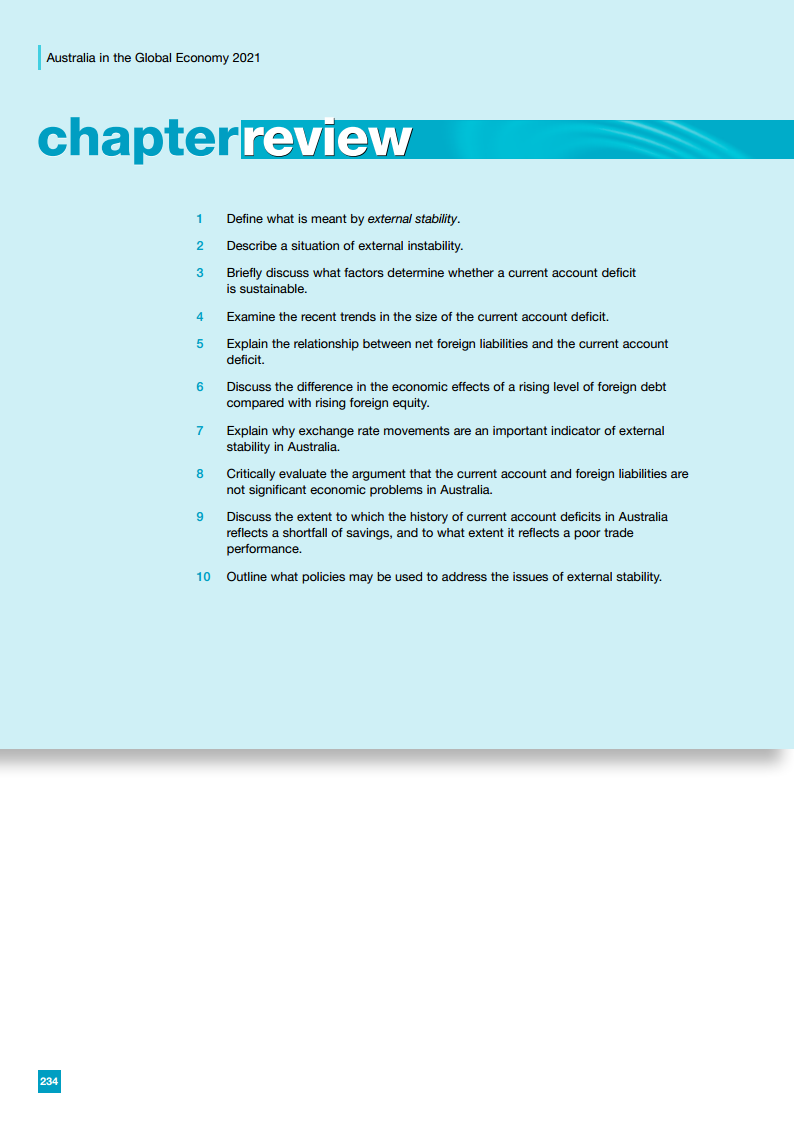 Australia in the Global Economy 2021
chapterreview
1 Define what is meant by external stability.
2 Describe a situation of external instability.
3 Briefly discuss what factors determine whether a current account deficit
is sustainable.
4 Examine the recent trends in the size of the current account deficit.
5 Explain the relationship between net foreign liabilities and the current account
deficit.
6 Discuss the difference in the economic effects of a rising level of foreign debt
compared with rising foreign equity.
7 Explain why exchange rate movements are an important indicator of external
stability in Australia.
8 Critically evaluate the argument that the current account and foreign liabilities are
not significant economic problems in Australia.
9 Discuss the extent to which the history of current account deficits in Australia
reflects a shortfall of savings, and to what extent it reflects a poor trade
performance.
10 Outline what policies may be used to address the issues of external stability.
234